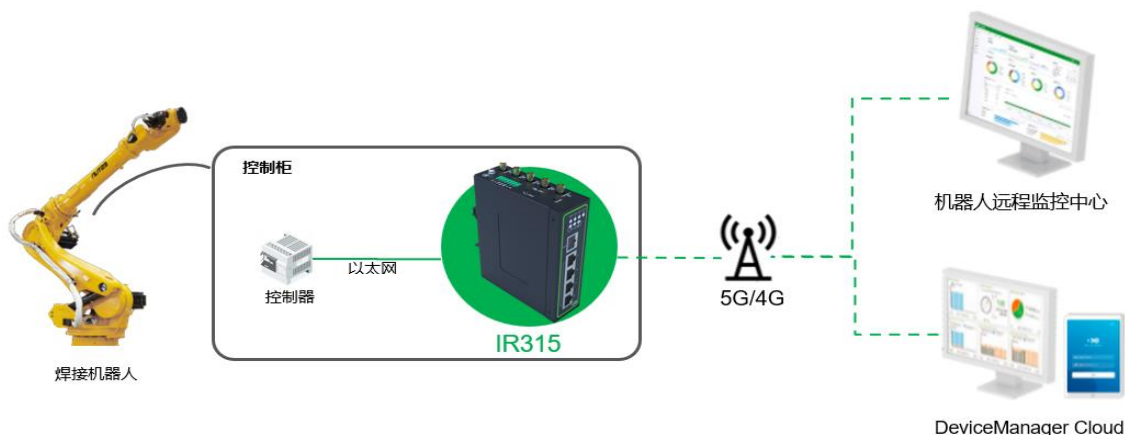 控制柜
控制器
以太网
IR315
焊接机器人
5G/4G
机器人远程监控中心
DeviceManager Cloud